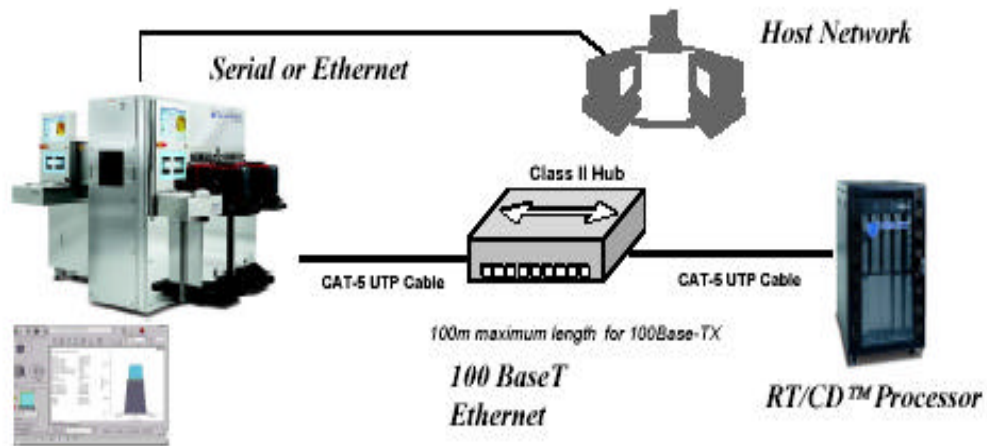 Host Network
Serial or Ethernet
Class II Hub
CAT-5 UTP Cable
CAT-5 UTP Cable
100m maximum length for 100Base-TX
100 BaseT
Ethernet
RT/CD™ Processor